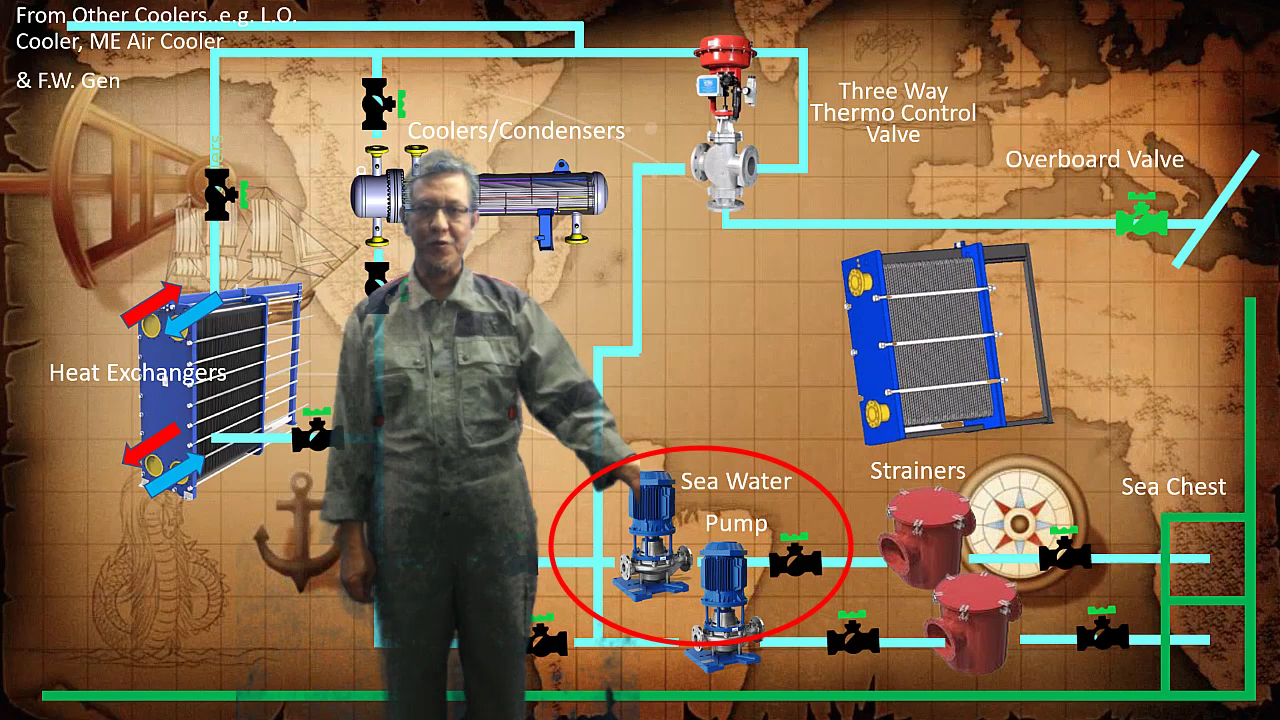 From Other Coolers..e.g. L.O.
Cooler, ME Air Cooler
& F.W. Gen
Three Way
Thermo Control
Valve
Coolers/Condensers
Overboard Valve
Heat Exchangers
Sea Water
Pump
Strainers
Sea Chest